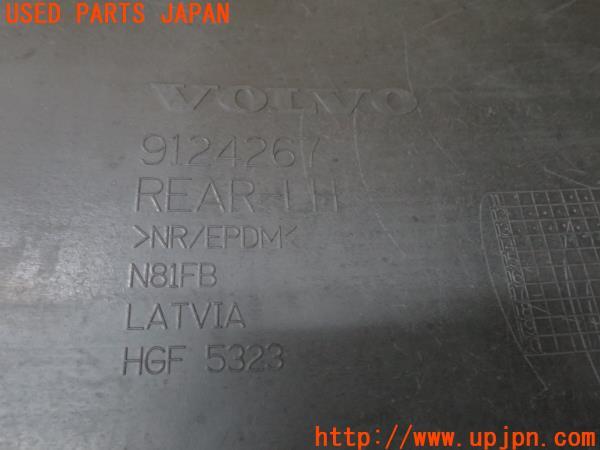 USED PARTS JAPAN
VOLVO
9124267
REAR-LH
>NR/EPDM<
N81FB
LATVIA
HGF 5323
http://www.upjpn.com